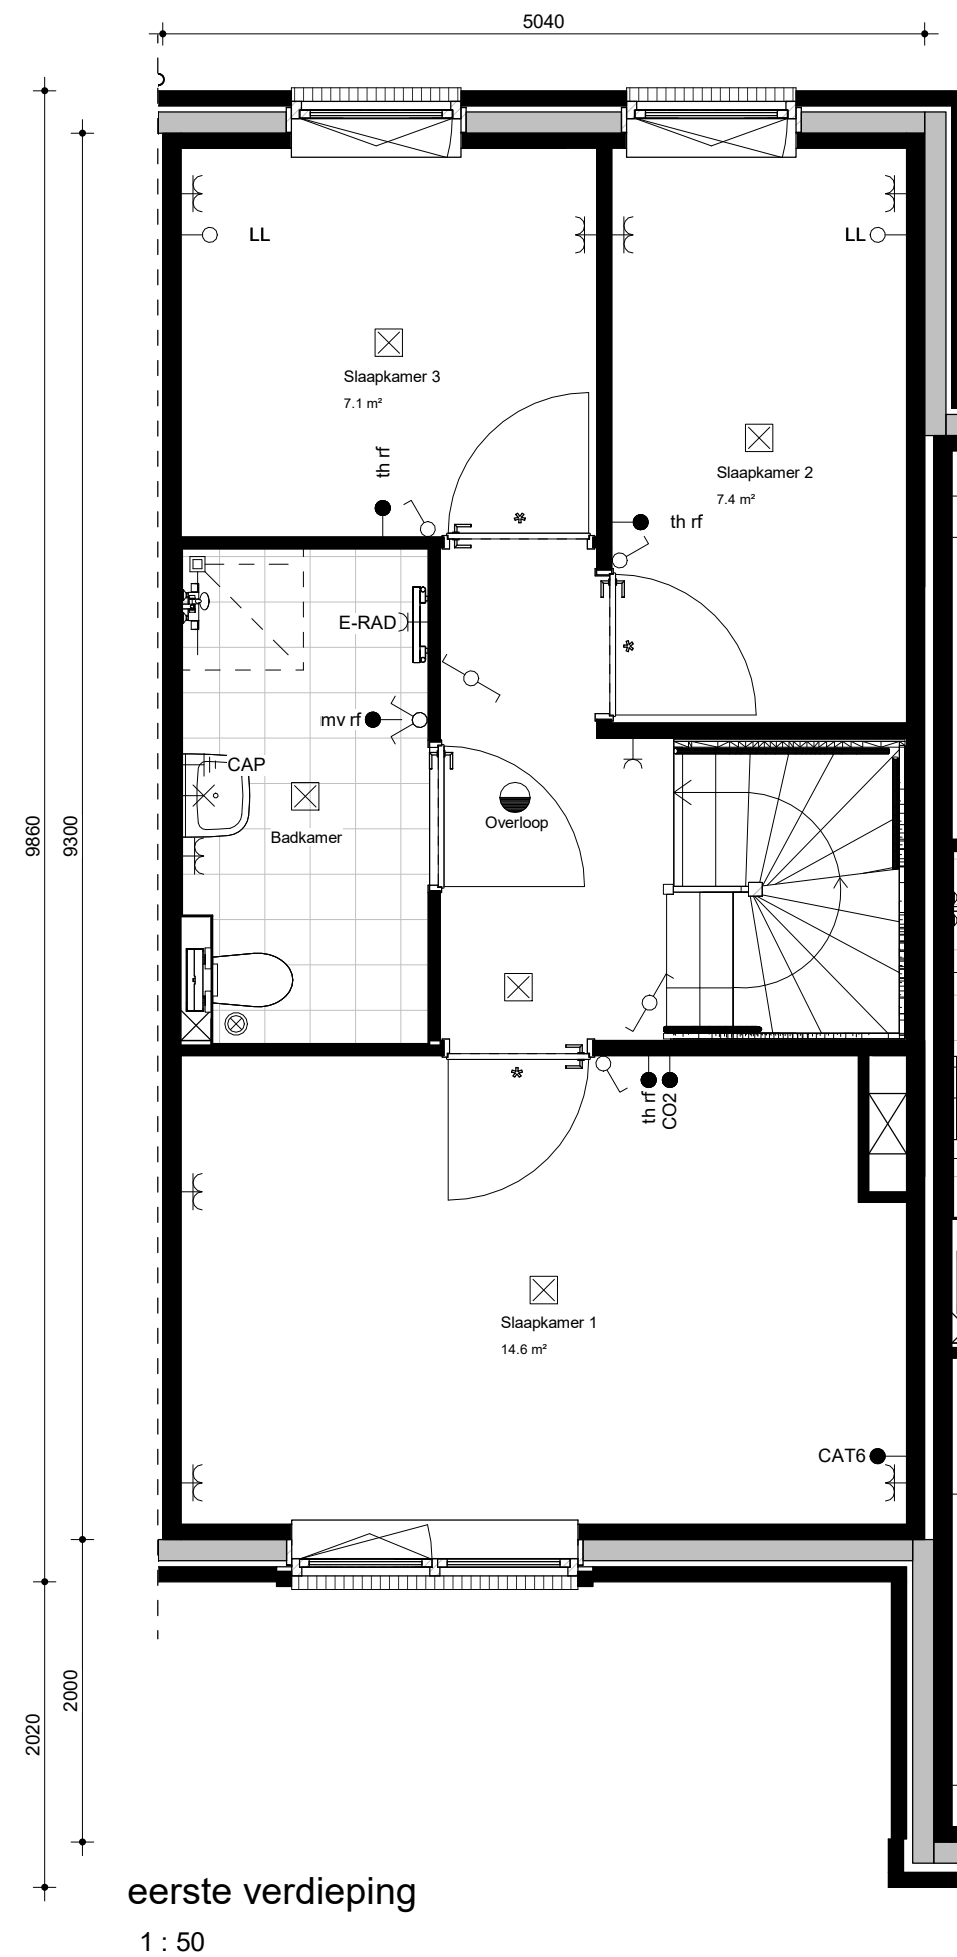 5040
LL
LL
Slaapkamer 3
7.1 m²
Slaapkamer 2
7.4 m²
th rf
th rf
*
E-RAD
*
mv rf
CAP
Badkamer
Overloop
9860
9300
*
th rf
CO2
Slaapkamer 1
14.6 m²
CAT6
2000
2020
eerste verdieping
1 : 50